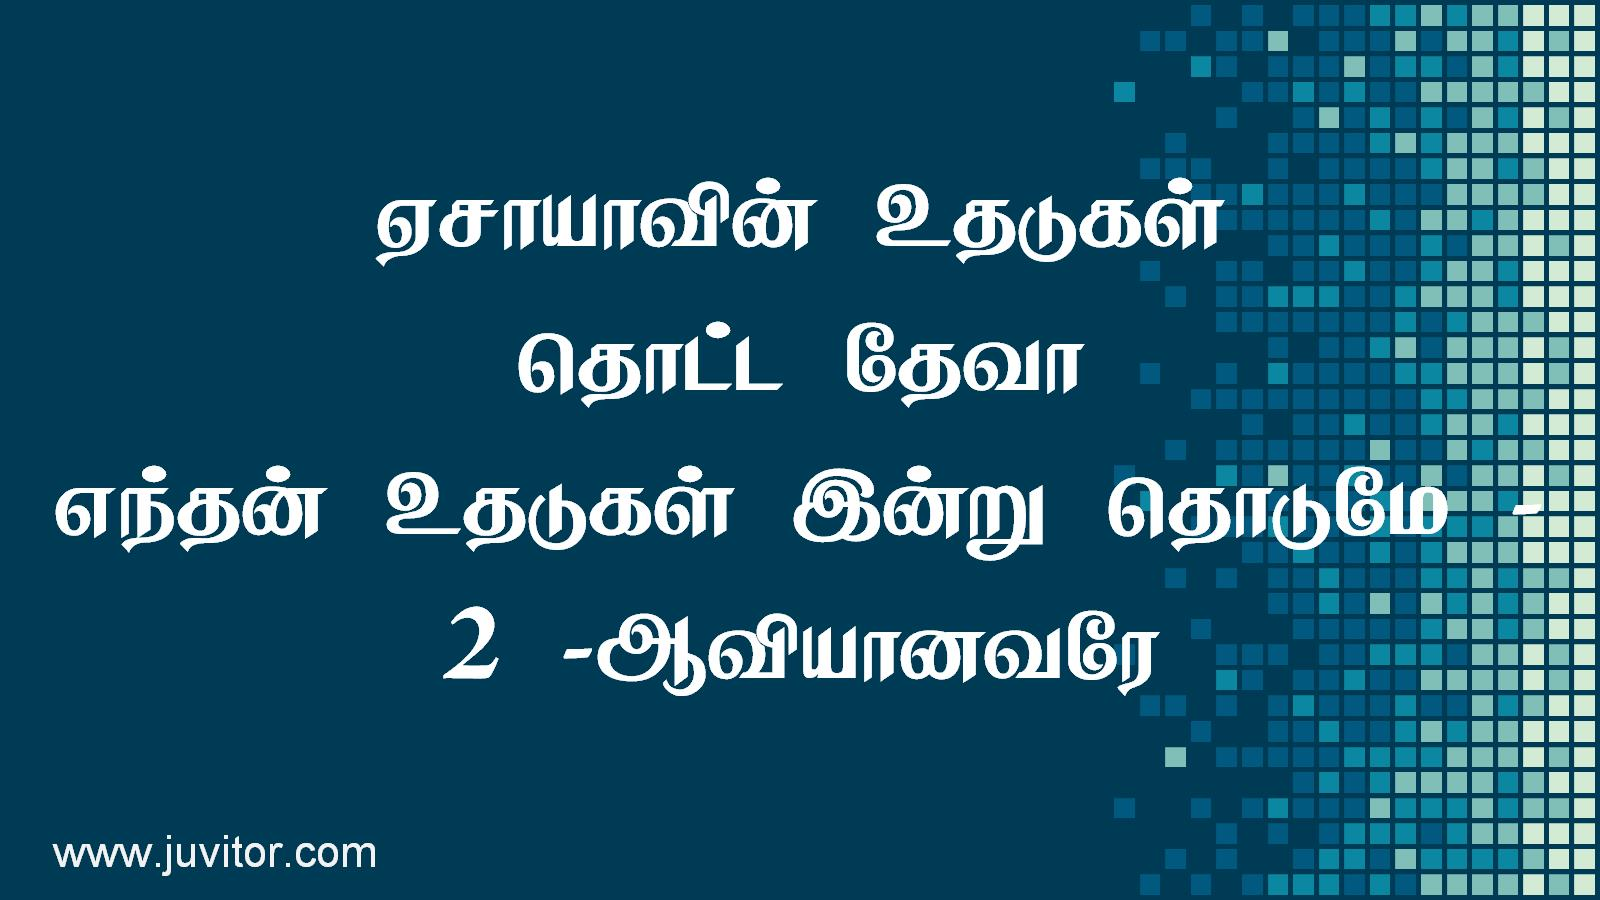 ஏசாயாவின் உதடுகள்
தொட்ட தேவா
எந்தன் உதடுகள் இன்று தொடுமே -
2 -ஆவியானவரே
www.juvitor.com